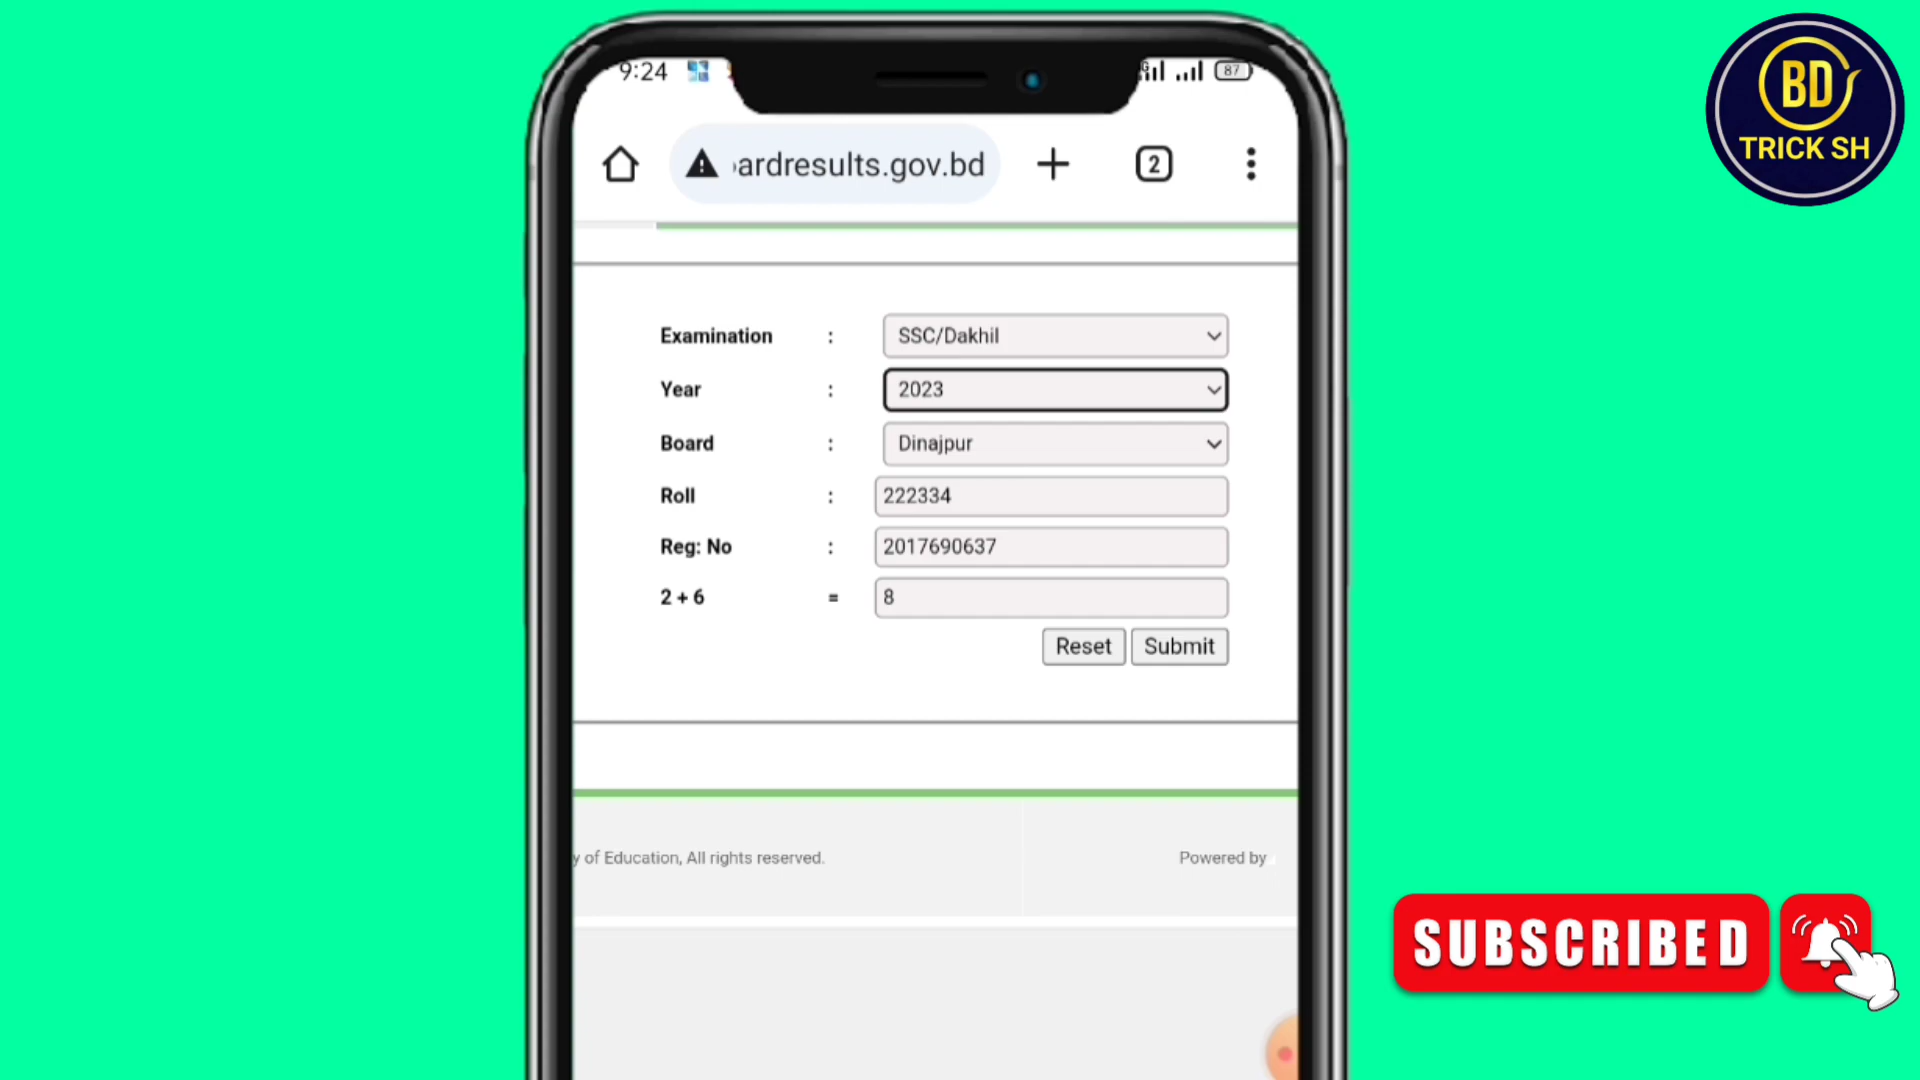 9:24
87
BD
TRICK SH
ardresults.gov.bd
2
Examination : SSC/Dakhil
Year : 2023
Board : Dinajpur
Roll : 222334
Reg: No : 2017690637
2 + 6 = 8
Reset Submit
y of Education, All rights reserved. Powered by
SUBSCRIBED